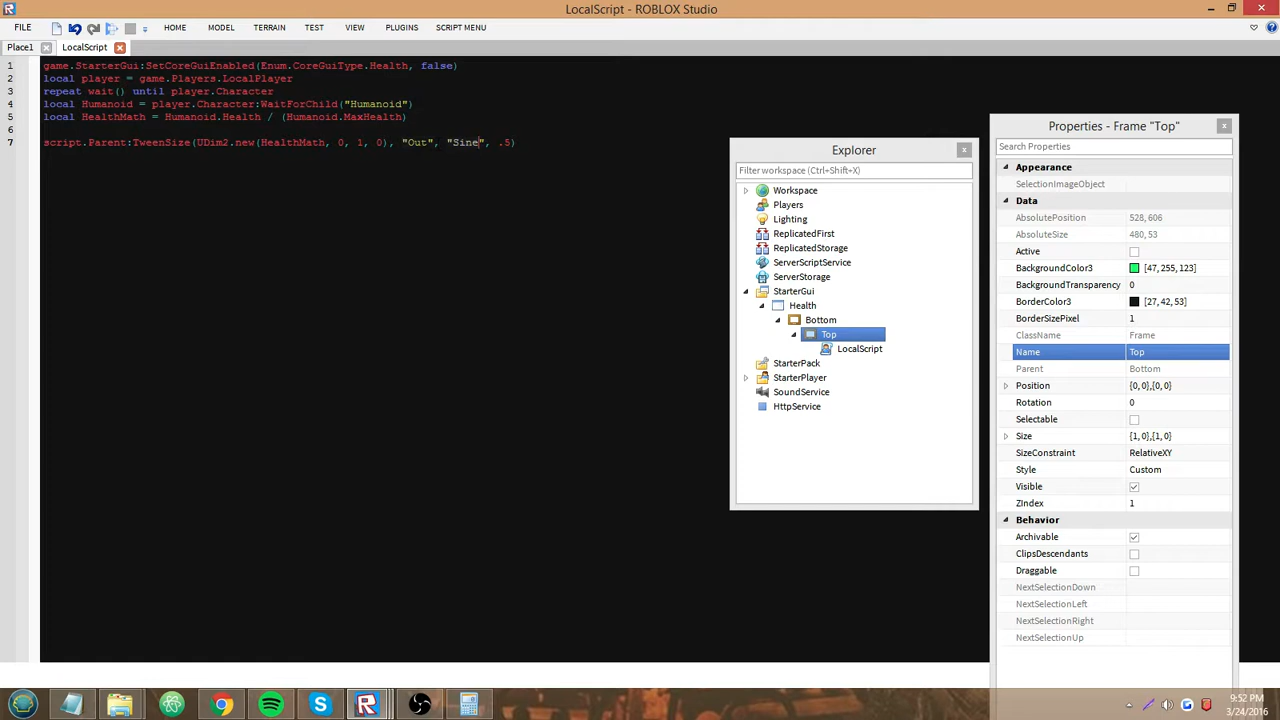 LocalScript - ROBLOX Studio
FILE HOME MODEL TERRAIN TEST VIEW PLUGINS SCRIPT MENU
Place1 LocalScript
1 game.StarterGui:SetCoreGuiEnabled(Enum.CoreGuiType.Health, false)
2 local player = game.Players.LocalPlayer
3 repeat wait() until player.Character
4 local Humanoid = player.Character:WaitForChild("Humanoid")
5 local HealthMath = Humanoid.Health / (Humanoid.MaxHealth)
6
7 script.Parent:TweenSize(UDim2.new(HealthMath, 0, 1, 0), "Out", "Sine", .5)
Explorer
Filter workspace (Ctrl+Shift+X)
Workspace
Players
Lighting
ReplicatedFirst
ReplicatedStorage
ServerScriptService
ServerStorage
StarterGui
Health
Bottom
Top
LocalScript
StarterPack
StarterPlayer
SoundService
HttpService
Properties - Frame "Top"
Search Properties
Appearance
SelectionImageObject
Data
AbsolutePosition 528, 606
AbsoluteSize 480, 53
Active
BackgroundColor3 [47, 255, 123]
BackgroundTransparency 0
BorderColor3 [27, 42, 53]
BorderSizePixel 1
ClassName Frame
Name Top
Parent Bottom
Position {0, 0},{0, 0}
Rotation 0
Selectable
Size {1, 0},{1, 0}
SizeConstraint RelativeXY
Style Custom
Visible
ZIndex 1
Behavior
Archivable
ClipsDescendants
Draggable
NextSelectionDown
NextSelectionLeft
NextSelectionRight
NextSelectionUp
9:52 PM
3/24/2016